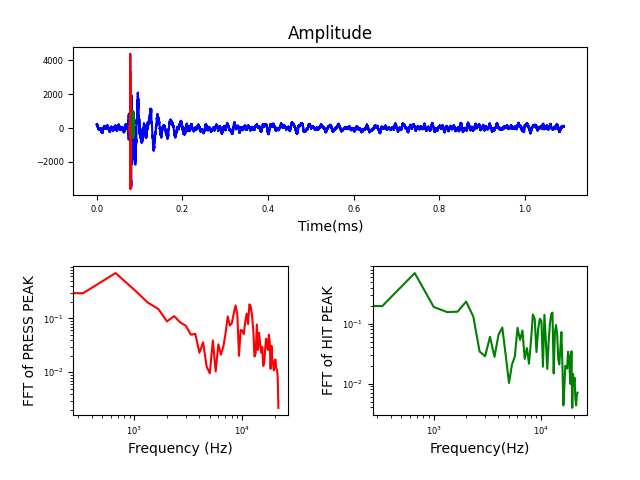 Amplitude
4000
2000
0
−2000
0.0 0.2 0.4 0.6 0.8 1.0
Time(ms)
FFT of PRESS PEAK
10⁻¹
10⁻²
10³ 10⁴
Frequency (Hz)
FFT of HIT PEAK
10⁻¹
10⁻²
10³ 10⁴
Frequency(Hz)